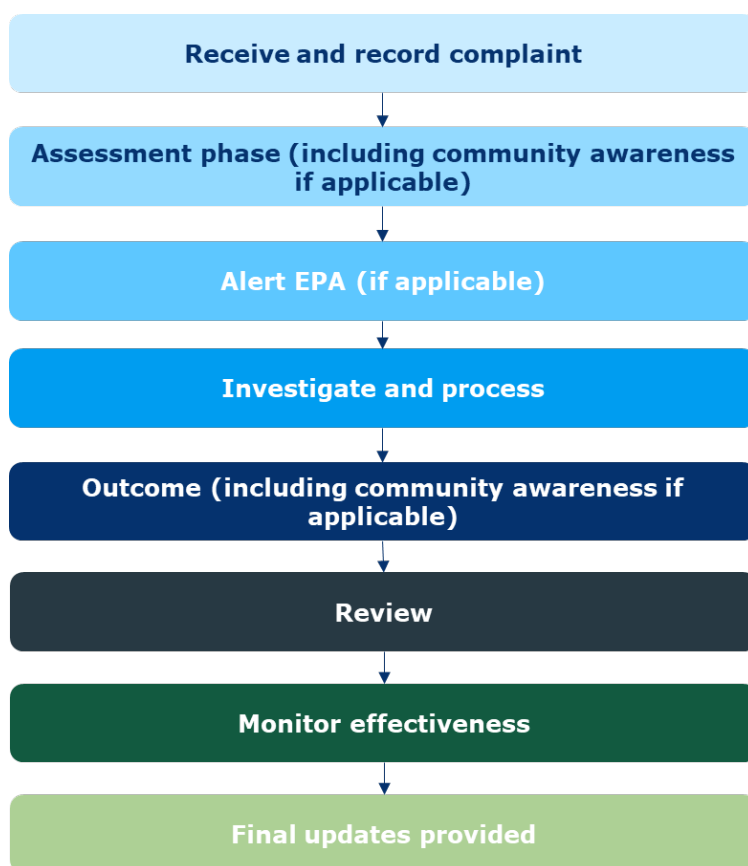 Receive and record complaint
Assessment phase (including community awareness
if applicable)
Alert EPA (if applicable)
Investigate and process
Outcome (including community awareness if
applicable)
Review
Monitor effectiveness
Final updates provided